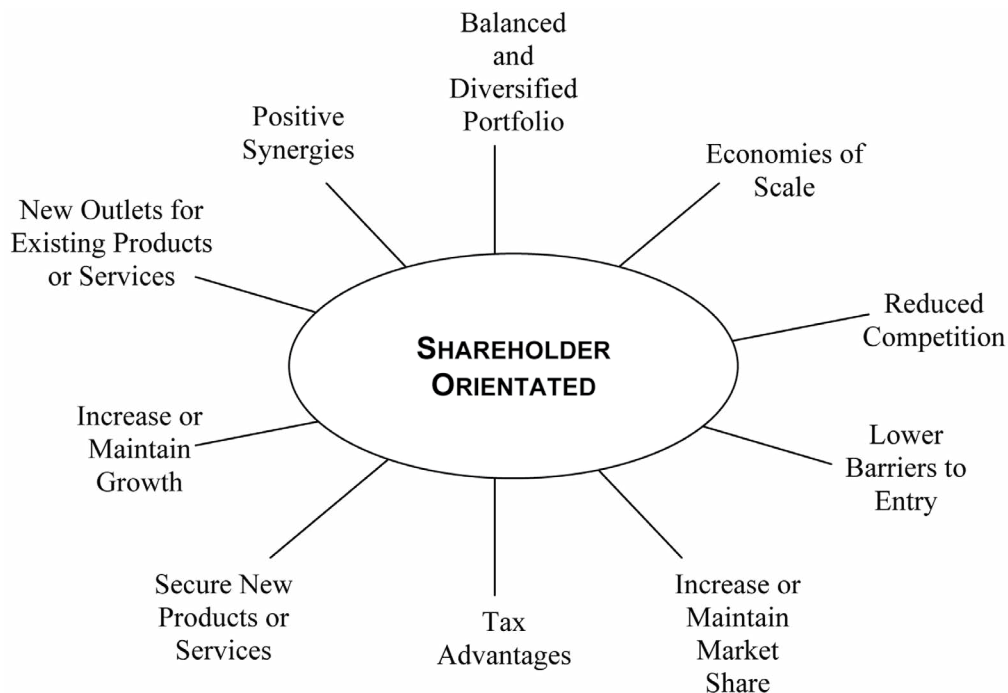 Balanced
and
Diversified
Portfolio
Positive
Synergies
Economies of
Scale
New Outlets for
Existing Products
or Services
Reduced
Competition
SHAREHOLDER
ORIENTATED
Increase or
Maintain
Growth
Lower
Barriers to
Entry
Secure New
Products or
Services
Tax
Advantages
Increase or
Maintain
Market
Share